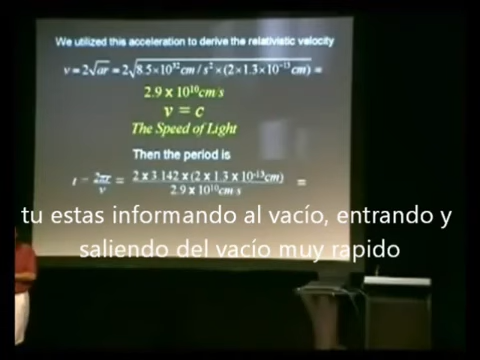 We utilized this acceleration to derive the relativistic velocity
v = 2√ar = 2√8.5×10³²cm/s²×(2×1.3×10⁻¹³cm) =
2.9 x 10¹⁰cm/s
v = c
The Speed of Light
Then the period is
t = 2πr/v = 2 x 3.142 x (2 x 1.3 x 10⁻¹³cm) / 2.9 x 10¹⁰cm/s =
tu estas informando al vacío, entrando y
saliendo del vacío muy rapido